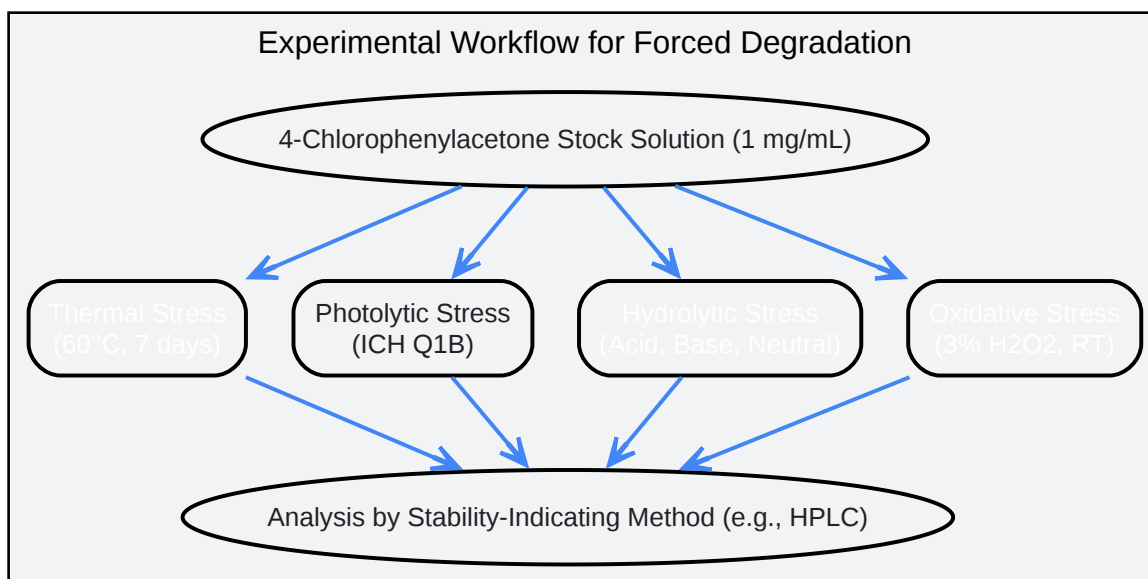 Experimental Workflow for Forced Degradation
4-Chlorophenylacetone Stock Solution (1 mg/mL)
Thermal Stress
(60°C, 7 days)
Photolytic Stress
(ICH Q1B)
Hydrolytic Stress
(Acid, Base, Neutral)
Oxidative Stress
(3% H2O2, RT)
Analysis by Stability-Indicating Method (e.g., HPLC)